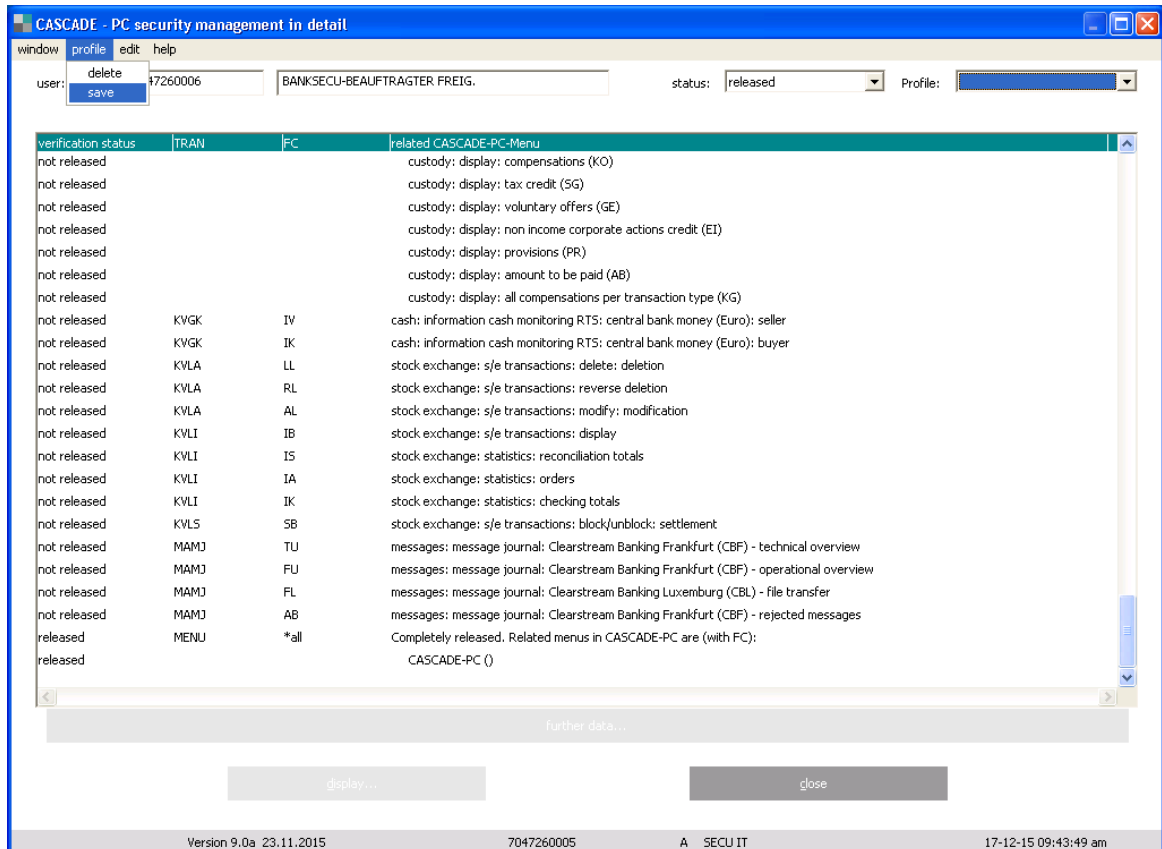 CASCADE - PC security management in detail
window profile edit help
delete
save
user: 47260006 BANKSECU-BEAUFTRAGTER FREIG. status: released Profile:
verification status TRAN FC related CASCADE-PC-Menu
not released custody: display: compensations (KO)
not released custody: display: tax credit (SG)
not released custody: display: voluntary offers (GE)
not released custody: display: non income corporate actions credit (EI)
not released custody: display: provisions (PR)
not released custody: display: amount to be paid (AB)
not released custody: display: all compensations per transaction type (KG)
not released KVGK IV cash: information cash monitoring RTS: central bank money (Euro): seller
not released KVGK IK cash: information cash monitoring RTS: central bank money (Euro): buyer
not released KVLA LL stock exchange: s/e transactions: delete: deletion
not released KVLA RL stock exchange: s/e transactions: reverse deletion
not released KVLA AL stock exchange: s/e transactions: modify: modification
not released KVLI IB stock exchange: s/e transactions: display
not released KVLI IS stock exchange: statistics: reconciliation totals
not released KVLI IA stock exchange: statistics: orders
not released KVLI IK stock exchange: statistics: checking totals
not released KVLS SB stock exchange: s/e transactions: block/unblock: settlement
not released MAMJ TU messages: message journal: Clearstream Banking Frankfurt (CBF) - technical overview
not released MAMJ FU messages: message journal: Clearstream Banking Frankfurt (CBF) - operational overview
not released MAMJ FL messages: message journal: Clearstream Banking Luxemburg (CBL) - file transfer
not released MAMJ AB messages: message journal: Clearstream Banking Frankfurt (CBF) - rejected messages
released MENU *all Completely released. Related menus in CASCADE-PC are (with FC):
released CASCADE-PC ()
further data...
display... close
Version 9.0a 23.11.2015 7047260005 A SECU IT 17-12-15 09:43:49 am